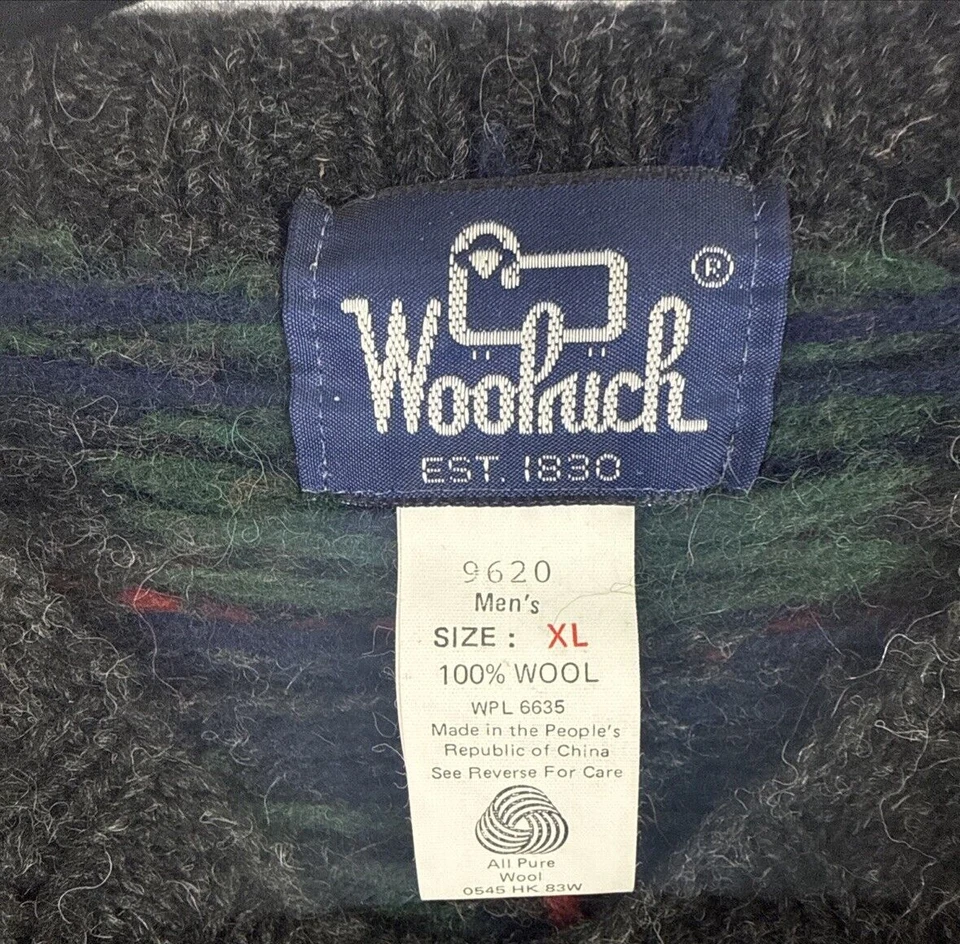 Woolrich
®
EST. 1830
9620
Men's
SIZE : XL
100% WOOL
WPL 6635
Made in the People's
Republic of China
See Reverse For Care
All Pure
Wool
0545 HK 83W